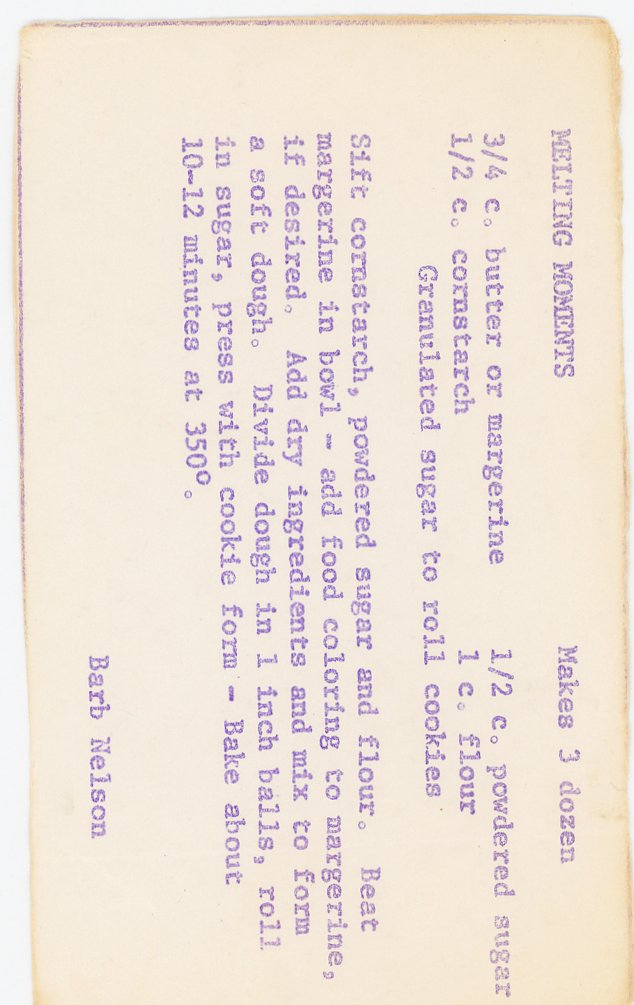 MELTING MOMENTS Makes 3 dozen
3/4 c. butter or margerine 1/2 c. powdered sugar
1/2 c. cornstarch 1 c. flour
Granulated sugar to roll cookies
Sift cornstarch, powdered sugar and flour. Beat
margerine in bowl - add food coloring to margerine,
if desired. Add dry ingredients and mix to form
a soft dough. Divide dough in 1 inch balls, roll
in sugar, press with cookie form - Bake about
10-12 minutes at 350°.
Barb Nelson